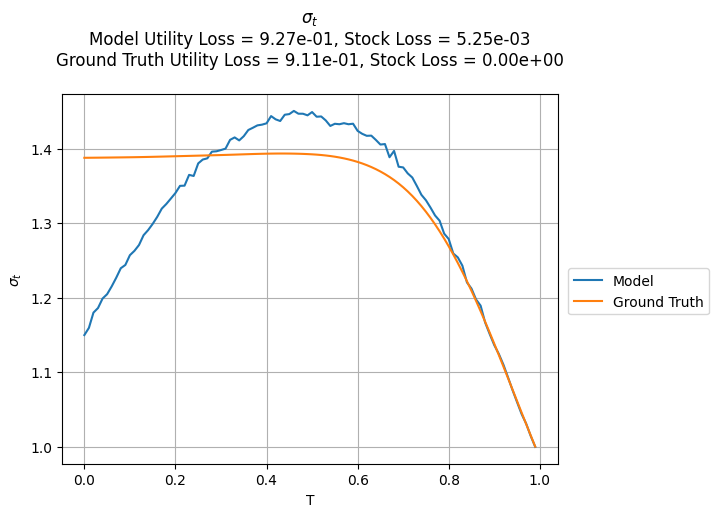 σₜ
Model Utility Loss = 9.27e-01, Stock Loss = 5.25e-03
Ground Truth Utility Loss = 9.11e-01, Stock Loss = 0.00e+00
σₜ
1.4
1.3
1.2
1.1
1.0
0.0 0.2 0.4 0.6 0.8 1.0
T
Model
Ground Truth